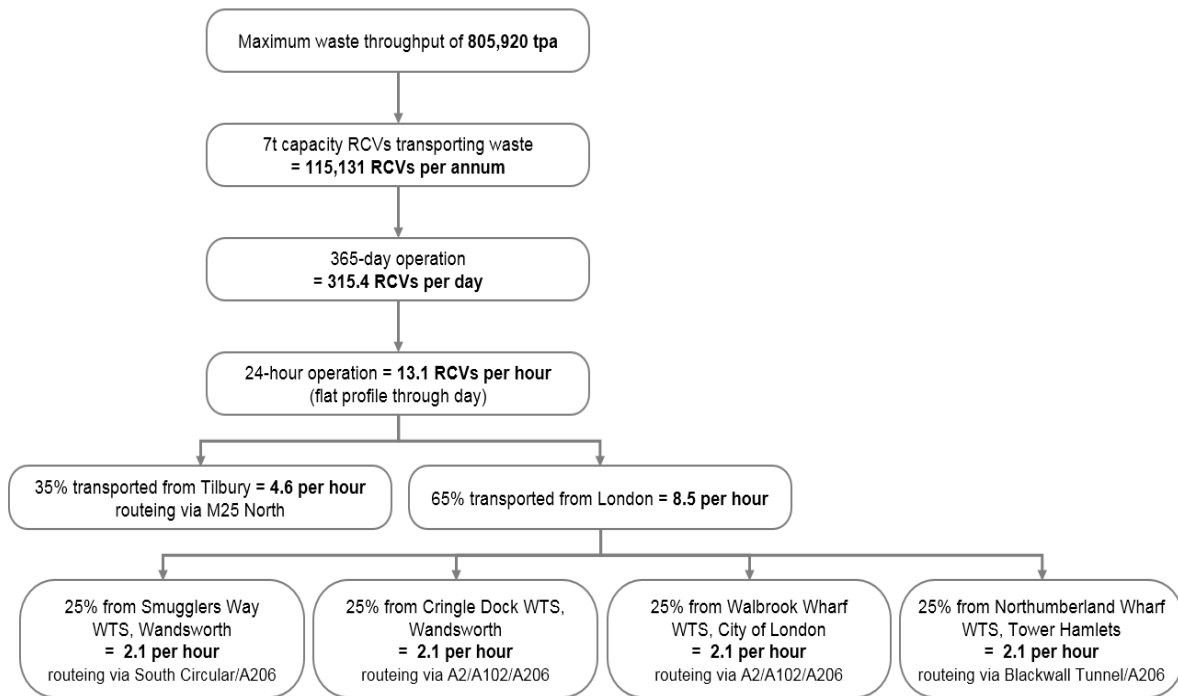 Maximum waste throughput of 805,920 tpa
7t capacity RCVs transporting waste
= 115,131 RCVs per annum
365-day operation
= 315.4 RCVs per day
24-hour operation = 13.1 RCVs per hour
(flat profile through day)
35% transported from Tilbury = 4.6 per hour
routeing via M25 North
65% transported from London = 8.5 per hour
25% from Smugglers Way
WTS, Wandsworth
= 2.1 per hour
routeing via South Circular/A206
25% from Cringle Dock WTS,
Wandsworth
= 2.1 per hour
routeing via A2/A102/A206
25% from Walbrook Wharf
WTS, City of London
= 2.1 per hour
routeing via A2/A102/A206
25% from Northumberland Wharf
WTS, Tower Hamlets
= 2.1 per hour
routeing via Blackwall Tunnel/A206